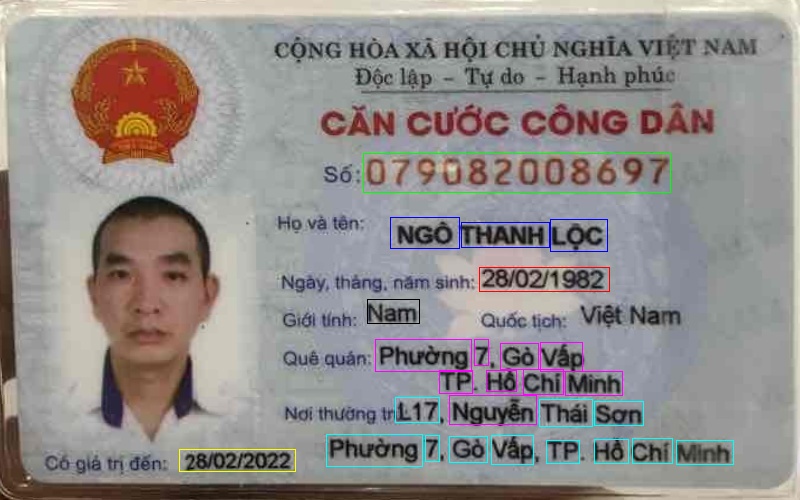 CỘNG HÒA XÃ HỘI CHỦ NGHĨA VIỆT NAM
Độc lập - Tự do - Hạnh phúc
CĂN CƯỚC CÔNG DÂN
Số: 079082008697
Họ và tên: NGÔ THANH LỘC
Ngày, tháng, năm sinh: 28/02/1982
Giới tính: Nam Quốc tịch: Việt Nam
Quê quán: Phường 7, Gò Vấp
TP. Hồ Chí Minh
Nơi thường tr L17, Nguyễn Thái Sơn
Phường 7, Gò Vấp, TP. Hồ Chí Minh
Có giá trị đến: 28/02/2022